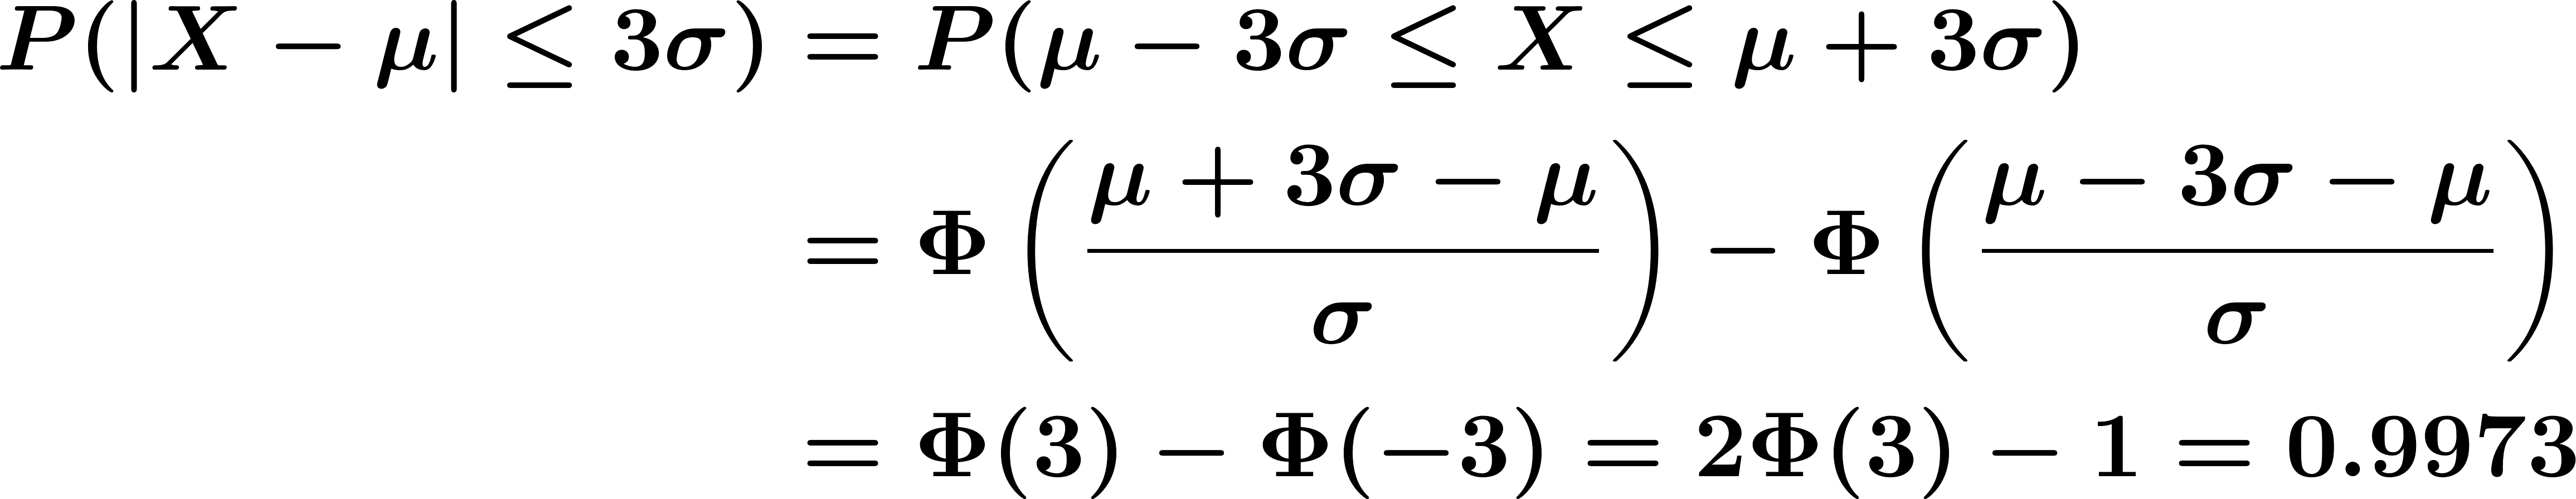 P(|X − μ| ≤ 3σ) = P(μ − 3σ ≤ X ≤ μ + 3σ)
= Φ((μ + 3σ − μ)/σ) − Φ((μ − 3σ − μ)/σ)
= Φ(3) − Φ(−3) = 2Φ(3) − 1 = 0.9973